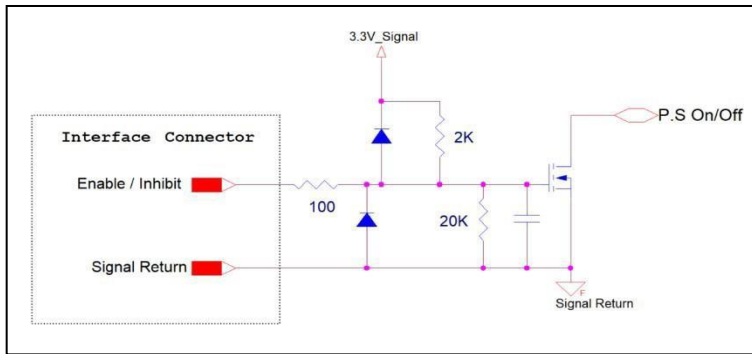 3.3V_Signal
P.S On/Off
Interface Connector
2K
Enable / Inhibit
100
20K
Signal Return
F
Signal Return